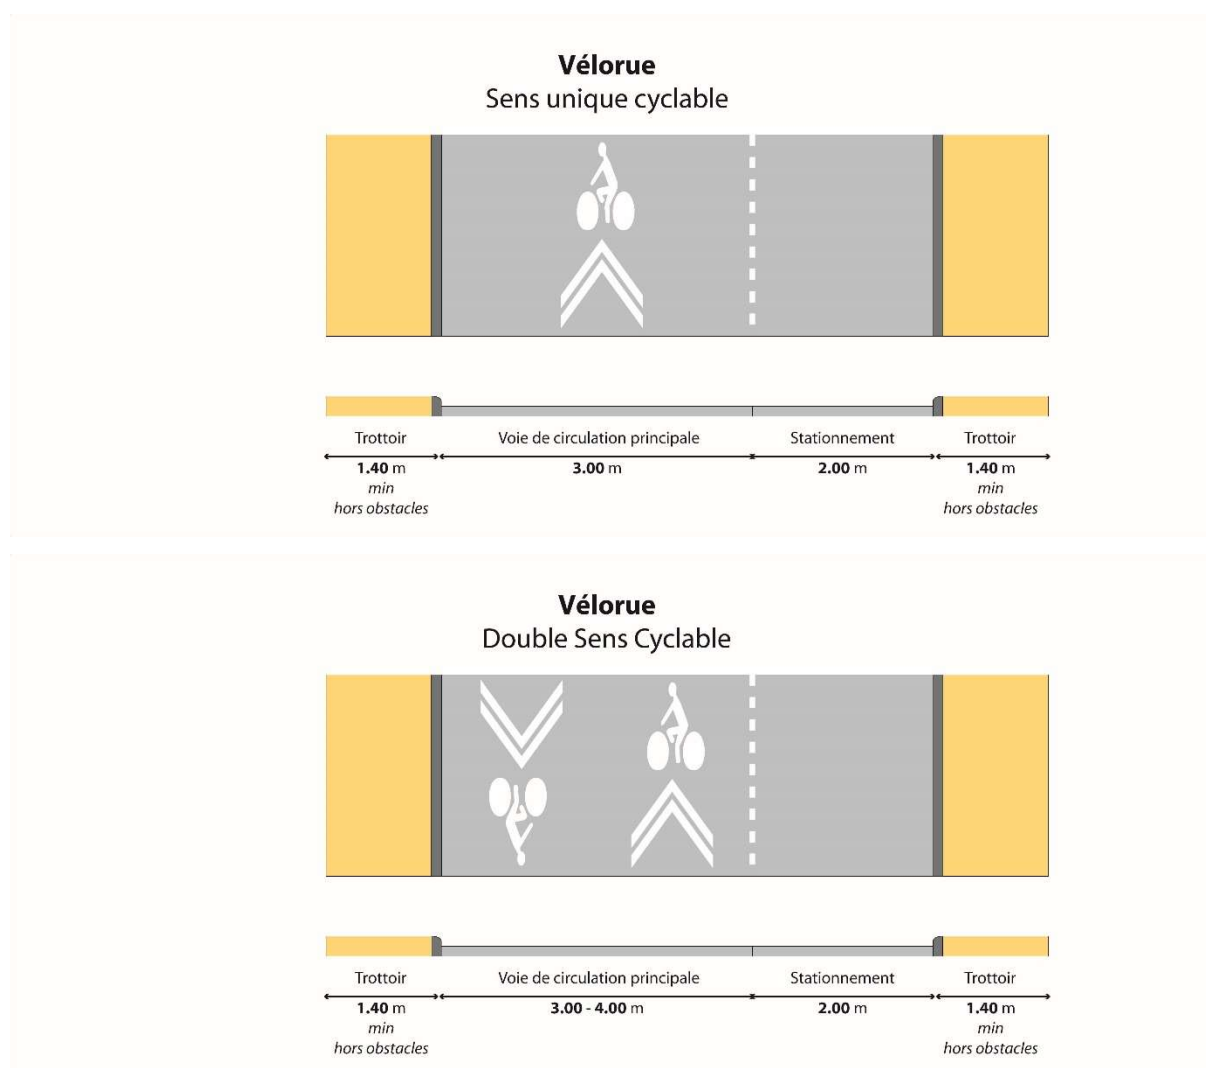 Vélorue
Sens unique cyclable
Trottoir
Voie de circulation principale
Stationnement
Trottoir
1.40 m
3.00 m
2.00 m
1.40 m
min
min
hors obstacles
hors obstacles
Vélorue
Double Sens Cyclable
Trottoir
Voie de circulation principale
Stationnement
Trottoir
1.40 m
3.00 - 4.00 m
2.00 m
1.40 m
min
min
hors obstacles
hors obstacles